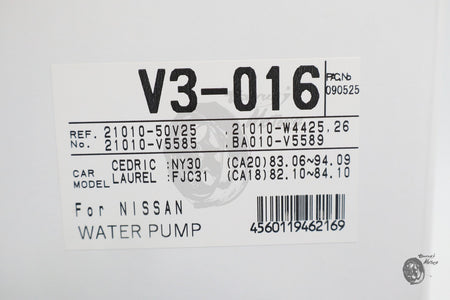 V3-016
PAC.No
090525
REF. 21010-50V25 .21010-W4425.26
No. 21010-V5585 .BA010-V5589
CAR MODEL
CEDRIC :NY30 (CA20)83.06~94.09
LAUREL :FJC31 (CA18)82.10~84.10
For NISSAN
WATER PUMP
4560119462169